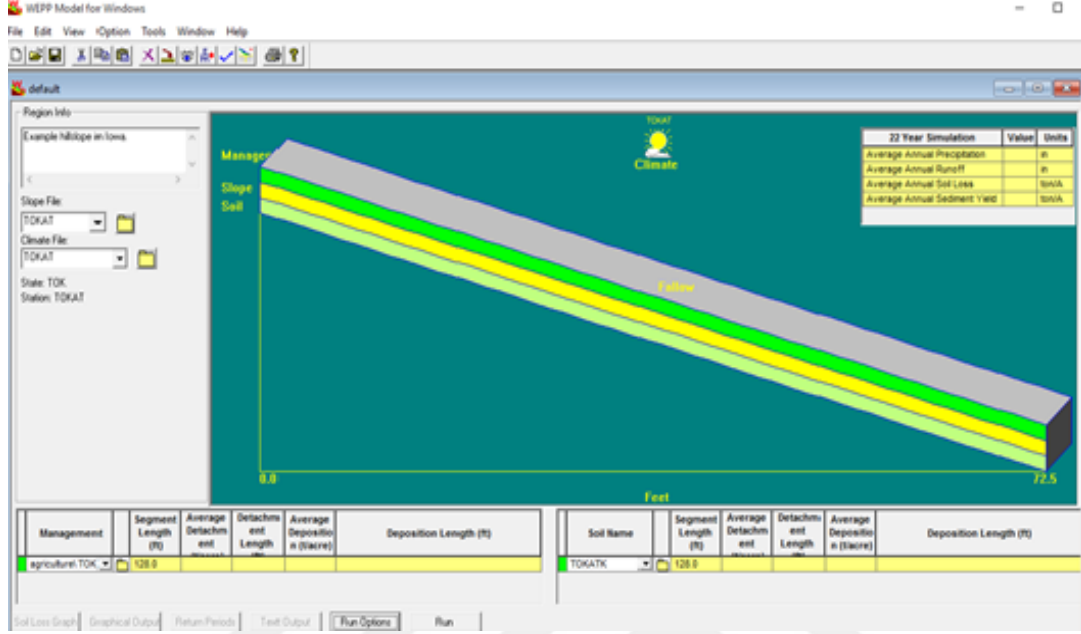 WEPP Model for Windows
File Edit View Option Tools Window Help
default
Region Info
Example hillslope in Iowa.
Slope File:
TOKAT
Climate File:
TOKAT
State: TOK
Station: TOKAT
TOKAT
Climate
Manage
Slope
Soil
Fallow
0.0
72.5
Feet
22 Year Simulation Value Units
Average Annual Precipitation in
Average Annual Runoff in
Average Annual Soil Loss ton/A
Average Annual Sediment Yield ton/A
Management Segment Length (ft) Average Detachm ent Detachm ent Length Average Depositio n (t/acre) Deposition Length (ft)
agriculture\ TOK 128.0
Soil Name Segment Length (ft) Average Detachm ent Detachm ent Length Average Depositio n (t/acre) Deposition Length (ft)
TOKATK 128.0
Soil Loss Graph Graphical Output Return Periods Text Output Run Options Run